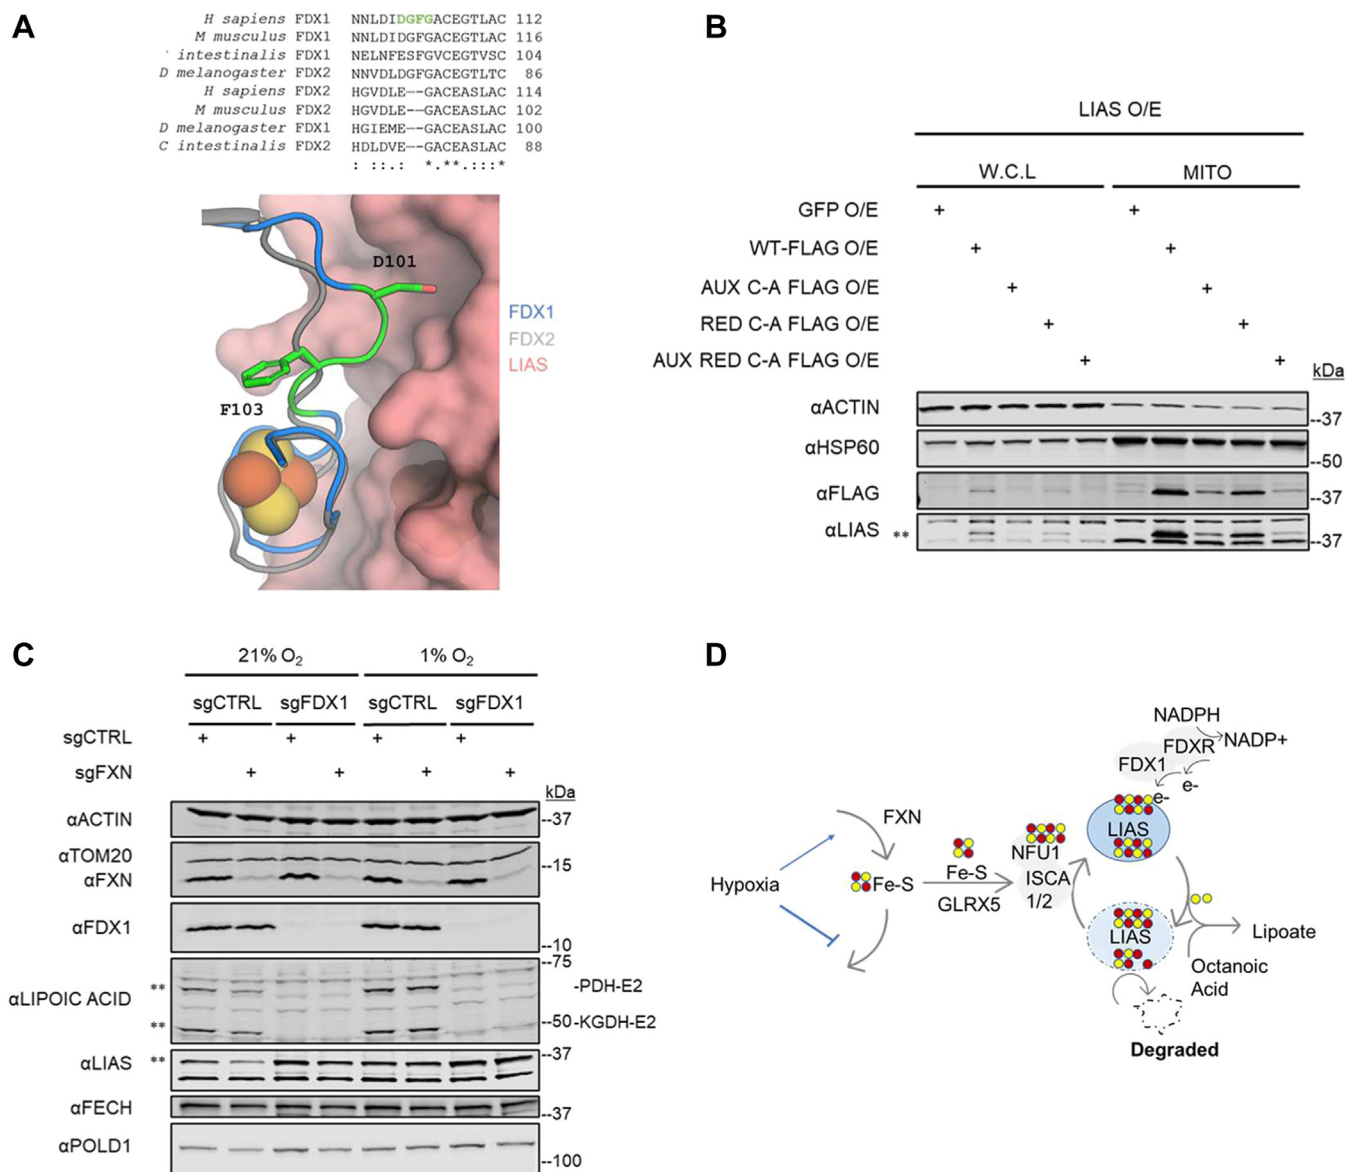 A
H sapiens FDX1 NNLDIDGFGACEGTLAC 112
M musculus FDX1 NNLDIDGFGACEGTLAC 116
intestinalis FDX1 NELNFESFGVCEGTVSC 104
D melanogaster FDX2 NNVDLDGFGACEGTLTC 86
H sapiens FDX2 HGVDLE--GACEASLAC 114
M musculus FDX2 HGVDLE--GACEASLAC 102
D melanogaster FDX1 HGIEMEE--GACEASLAC 100
C intestinalis FDX2 HDLDVE--GACEASLAC 88
: ::.: *.**.:::*
D101
F103
FDX1
FDX2
LIAS
B
LIAS O/E
W.C.L MITO
GFP O/E + +
WT-FLAG O/E + +
AUX C-A FLAG O/E + +
RED C-A FLAG O/E + +
AUX RED C-A FLAG O/E + +
kDa
αACTIN --37
αHSP60 --50
αFLAG --37
αLIAS ** --37
C
21% O₂ 1% O₂
sgCTRL sgFDX1 sgCTRL sgFDX1
sgCTRL + + + +
sgFXN + + + +
kDa
αACTIN --37
αTOM20 --15
αFXN
αFDX1 --10
--75
αLIPOIC ACID ** -PDH-E2
** --50 -KGDH-E2
αLIAS ** --37
αFECH --37
αPOLD1 --100
D
NADPH
FDXR NADP+
FDX1
e- e-
FXN
LIAS
Hypoxia
Fe-S
Fe-S
GLRX5
NFU1
ISCA
1/2
LIAS
Lipoate
Octanoic
Acid
Degraded